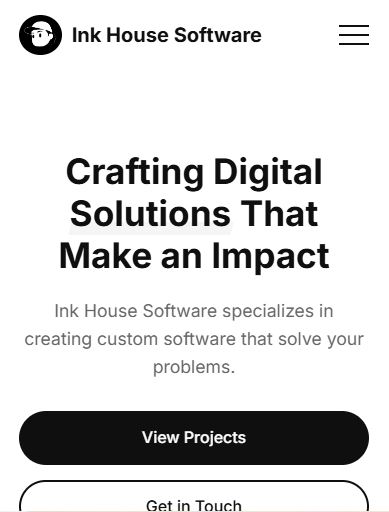 Ink House Software
Crafting Digital
Solutions That
Make an Impact
Ink House Software specializes in
creating custom software that solve your
problems.
View Projects
Get in Touch